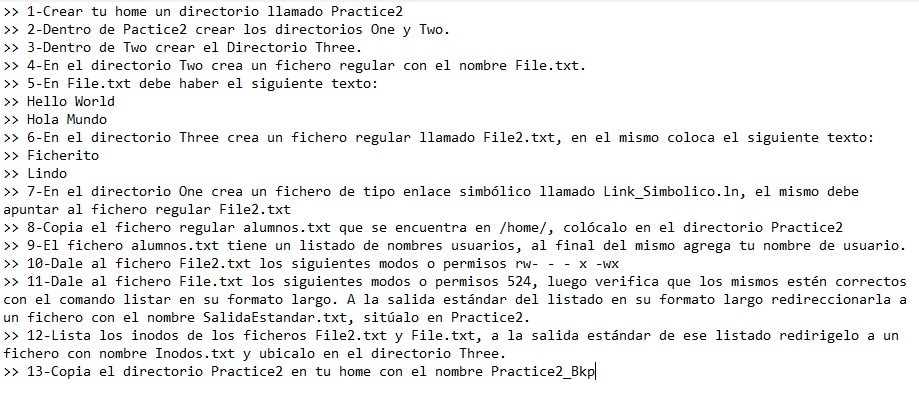 >> 1-Crear tu home un directorio llamado Practice2
>> 2-Dentro de Pactice2 crear los directorios One y Two.
>> 3-Dentro de Two crear el Directorio Three.
>> 4-En el directorio Two crea un fichero regular con el nombre File.txt.
>> 5-En File.txt debe haber el siguiente texto:
>> Hello World
>> Hola Mundo
>> 6-En el directorio Three crea un fichero regular llamado File2.txt, en el mismo coloca el siguiente texto:
>> Ficherito
>> Lindo
>> 7-En el directorio One crea un fichero de tipo enlace simbólico llamado Link_Simbolico.ln, el mismo debe
apuntar al fichero regular File2.txt
>> 8-Copia el fichero regular alumnos.txt que se encuentra en /home/, colócalo en el directorio Practice2
>> 9-El fichero alumnos.txt tiene un listado de nombres usuarios, al final del mismo agrega tu nombre de usuario.
>> 10-Dale al fichero File2.txt los siguientes modos o permisos rw- - - x -wx
>> 11-Dale al fichero File.txt los siguientes modos o permisos 524, luego verifica que los mismos estén correctos
con el comando listar en su formato largo. A la salida estándar del listado en su formato largo redireccionarla a
un fichero con el nombre SalidaEstandar.txt, sitúalo en Practice2.
>> 12-Lista los inodos de los ficheros File2.txt y File.txt, a la salida estándar de ese listado redirigelo a un
fichero con nombre Inodos.txt y ubicalo en el directorio Three.
>> 13-Copia el directorio Practice2 en tu home con el nombre Practice2_Bkp